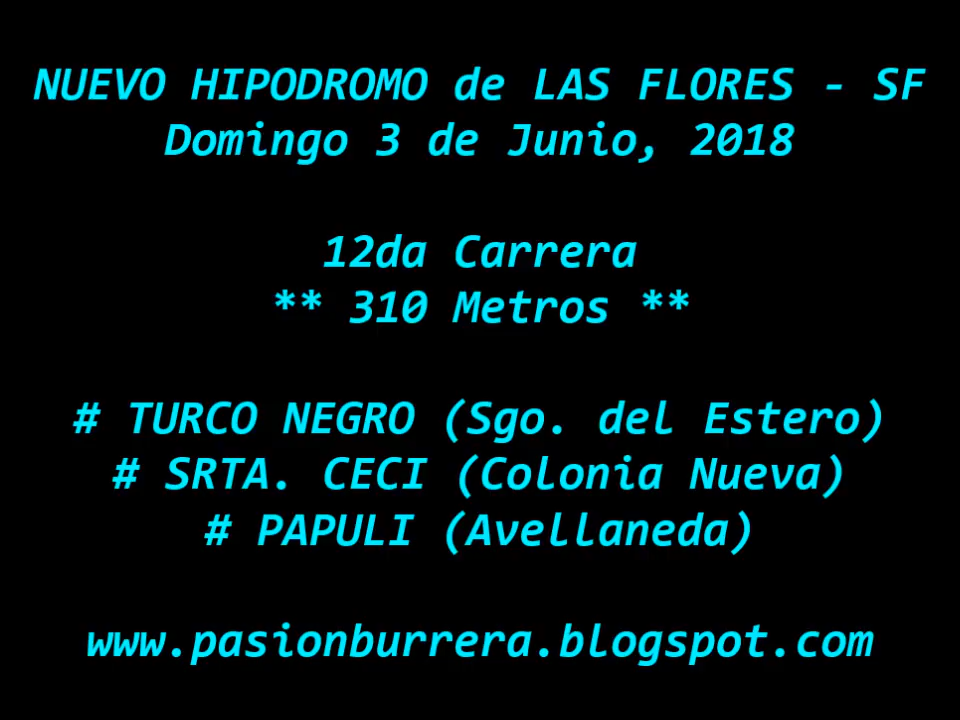 NUEVO HIPODROMO de LAS FLORES - SF
Domingo 3 de Junio, 2018
12da Carrera
** 310 Metros **
# TURCO NEGRO (Sgo. del Estero)
# SRTA. CECI (Colonia Nueva)
# PAPULI (Avellaneda)
www.pasionburrera.blogspot.com